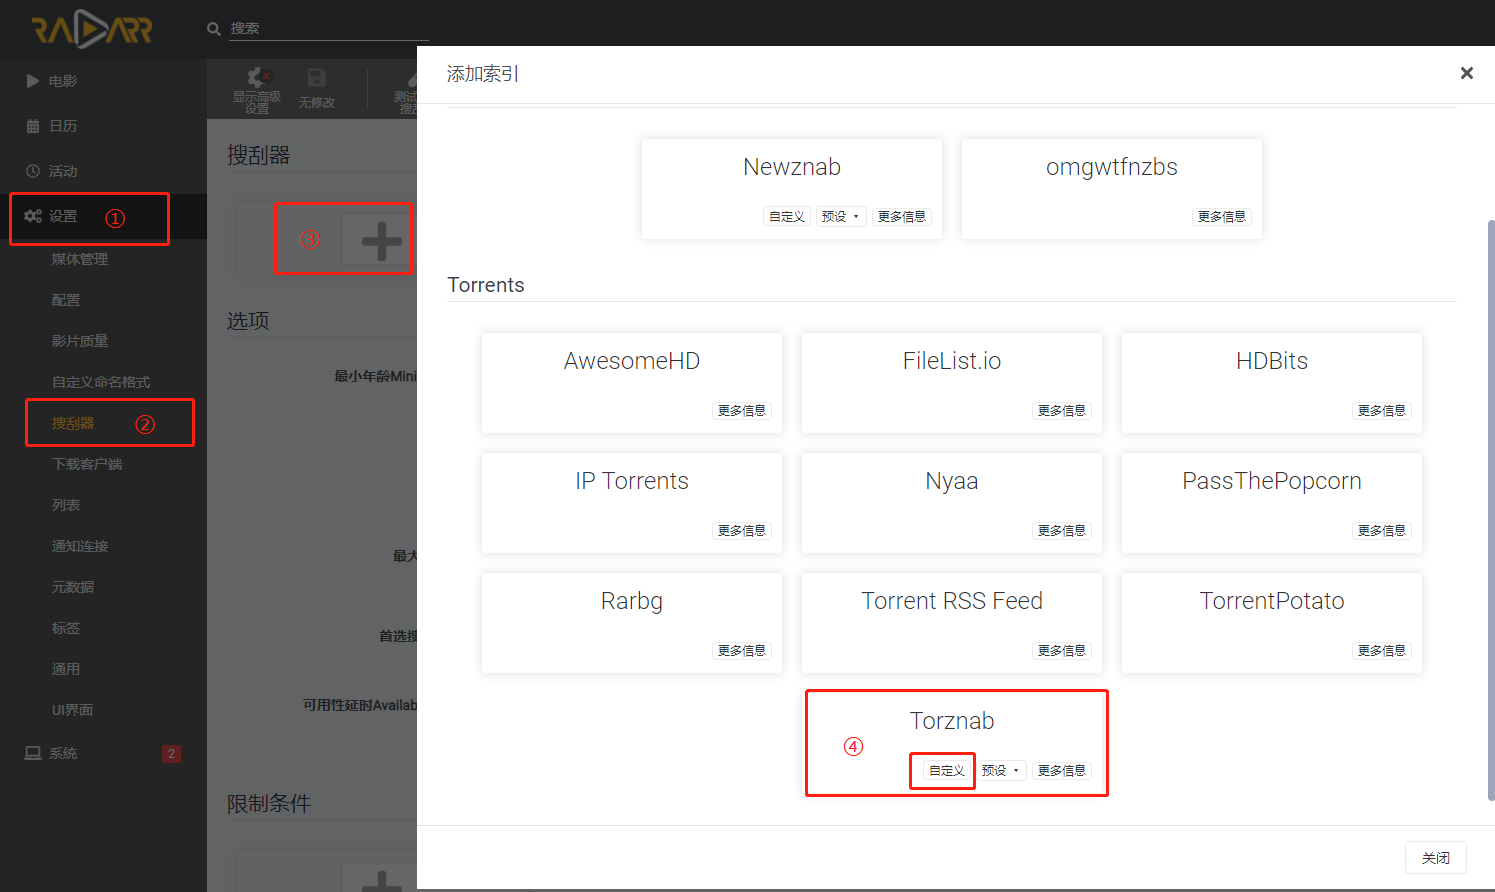 RADARR
搜索
电影
日历
活动
设置
①
媒体管理
配置
影片质量
自定义命名格式
搜刮器
②
下载客户端
列表
通知连接
元数据
标签
通用
UI界面
系统
2
显示高级
设置
无修改
测试
搜刮
搜刮器
③
选项
最小年龄Mini
最大
首选搜
可用性延时Availab
限制条件
添加索引
Newznab
自定义 预设 更多信息
omgwtfnzbs
更多信息
Torrents
AwesomeHD
更多信息
FileList.io
更多信息
HDBits
更多信息
IP Torrents
更多信息
Nyaa
更多信息
PassThePopcorn
更多信息
Rarbg
更多信息
Torrent RSS Feed
更多信息
TorrentPotato
更多信息
Torznab
④
自定义 预设 更多信息
关闭